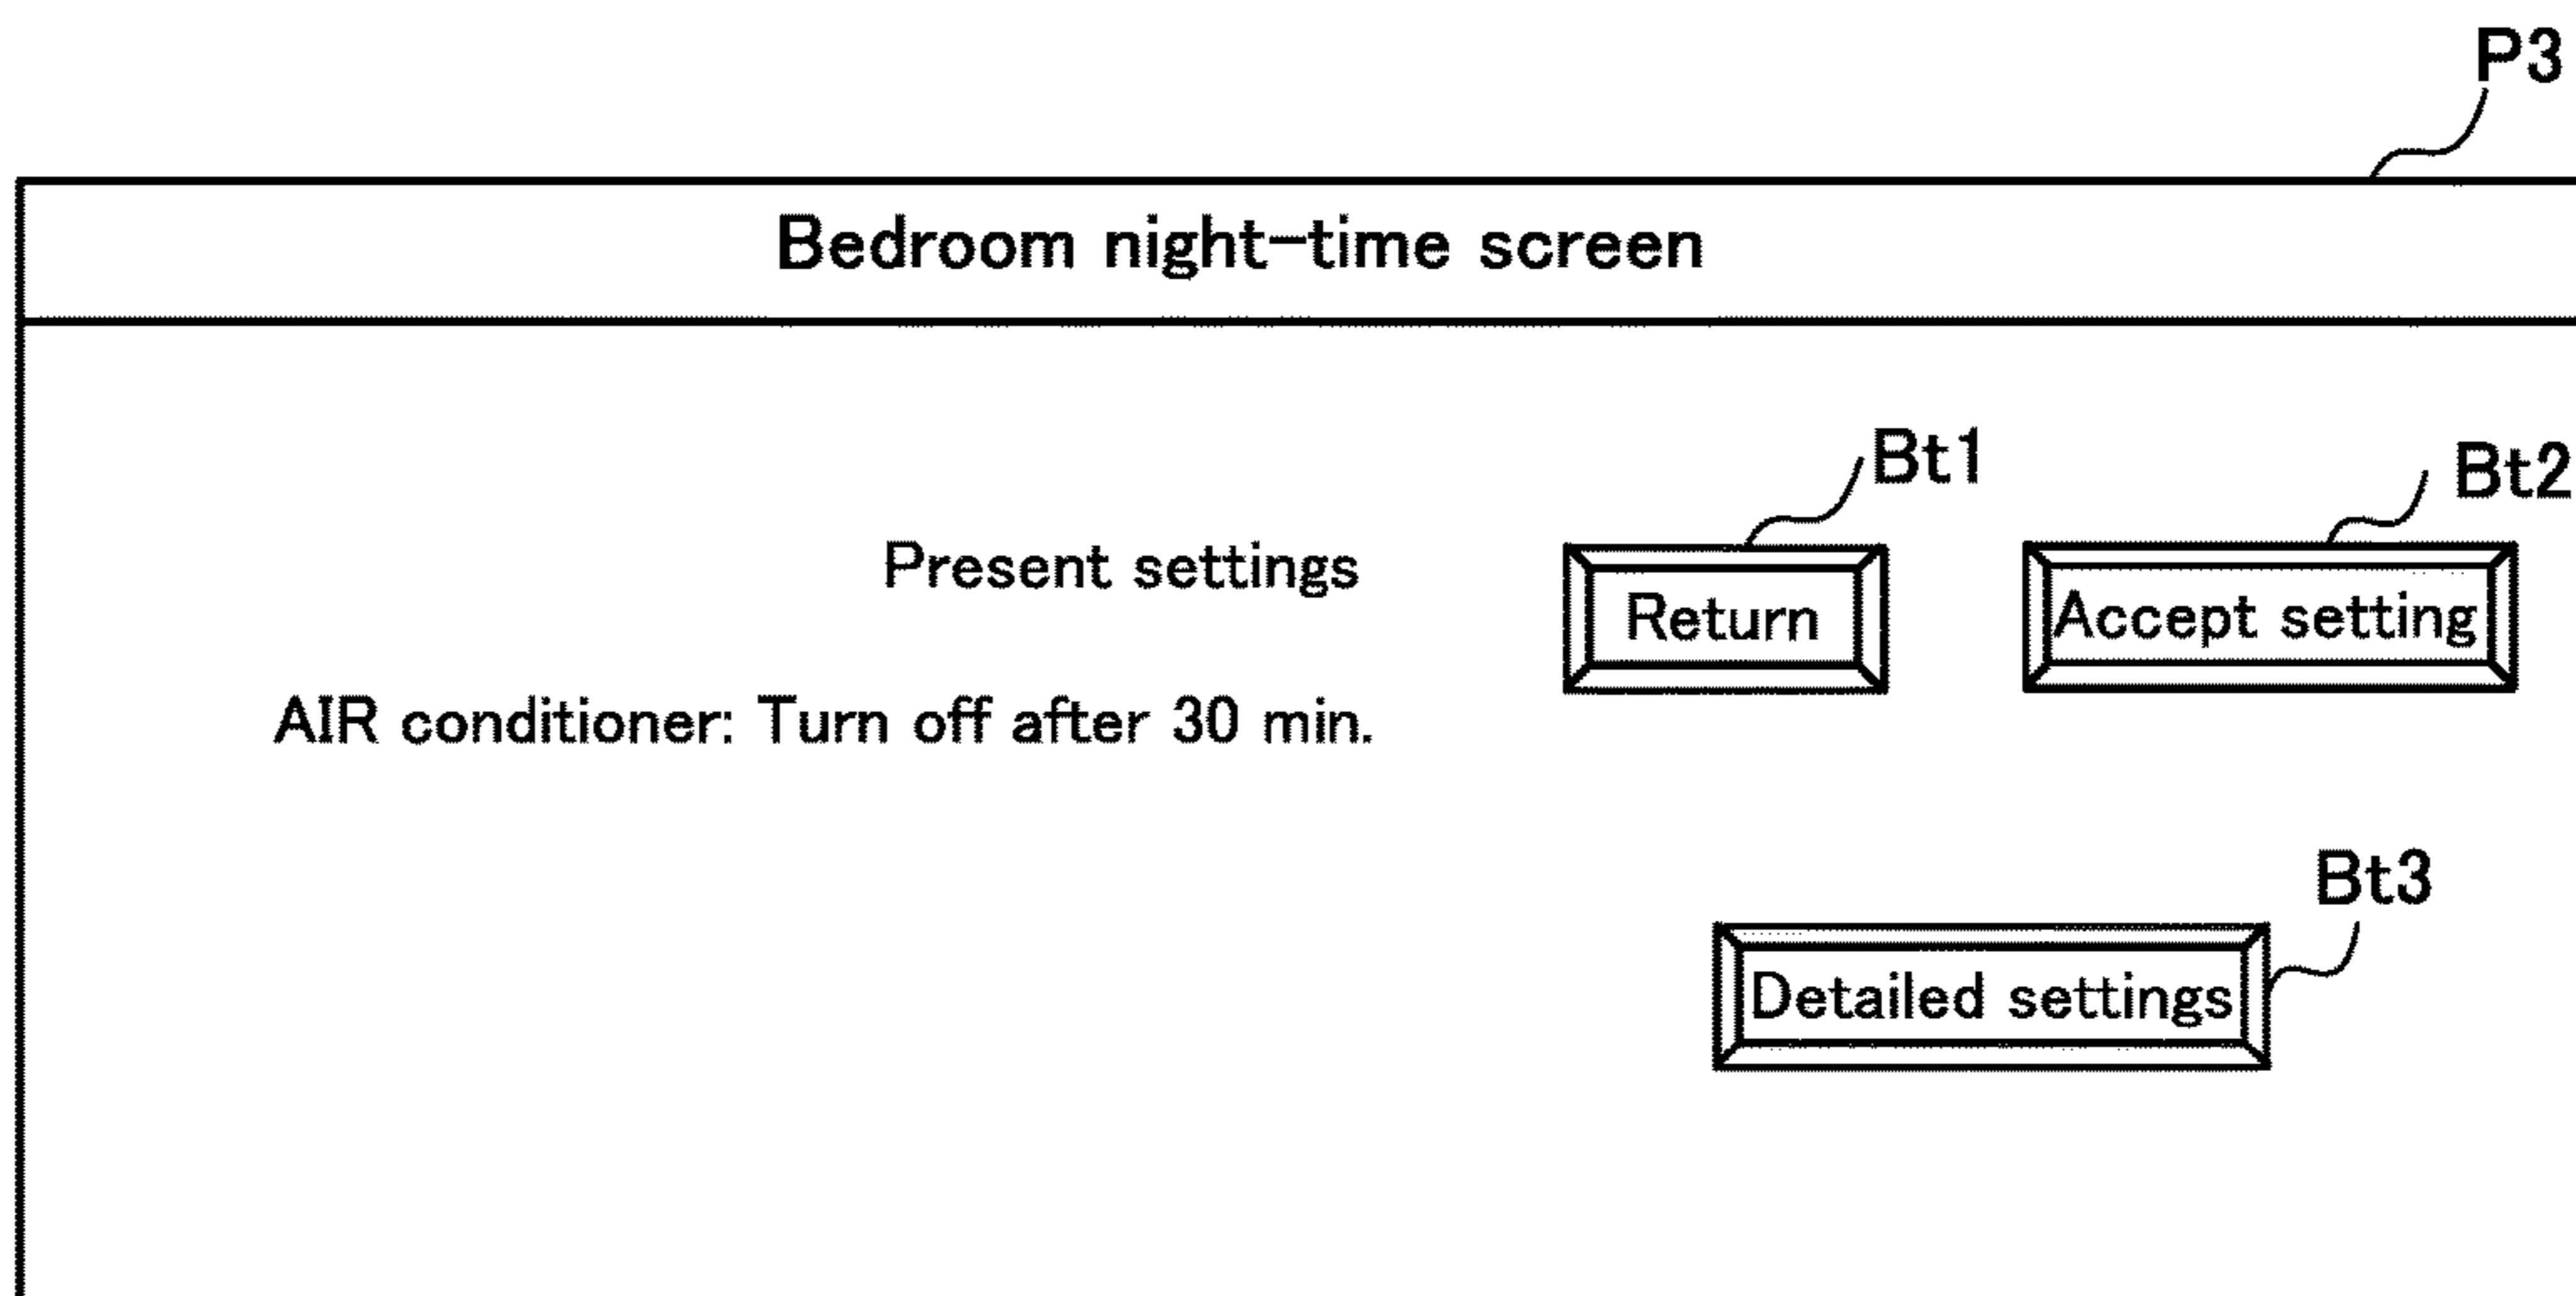 P3
Bedroom night-time screen
Bt1
Bt2
Present settings
Return
Accept setting
AIR conditioner: Turn off after 30 min.
Bt3
Detailed settings